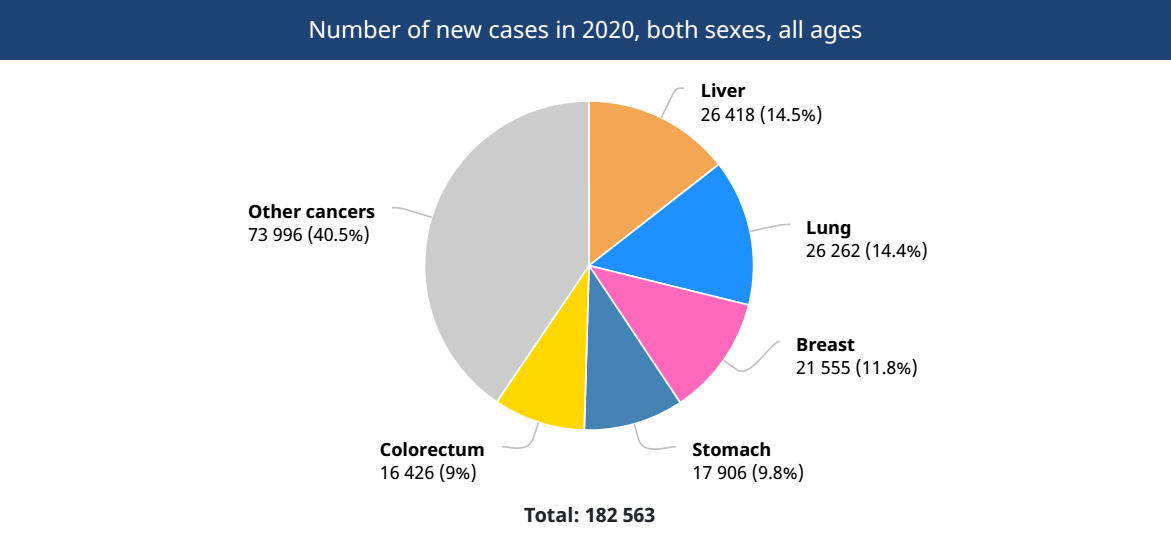 Number of new cases in 2020, both sexes, all ages
Liver
26 418 (14.5%)
Lung
26 262 (14.4%)
Breast
21 555 (11.8%)
Stomach
17 906 (9.8%)
Colorectum
16 426 (9%)
Other cancers
73 996 (40.5%)
Total: 182 563